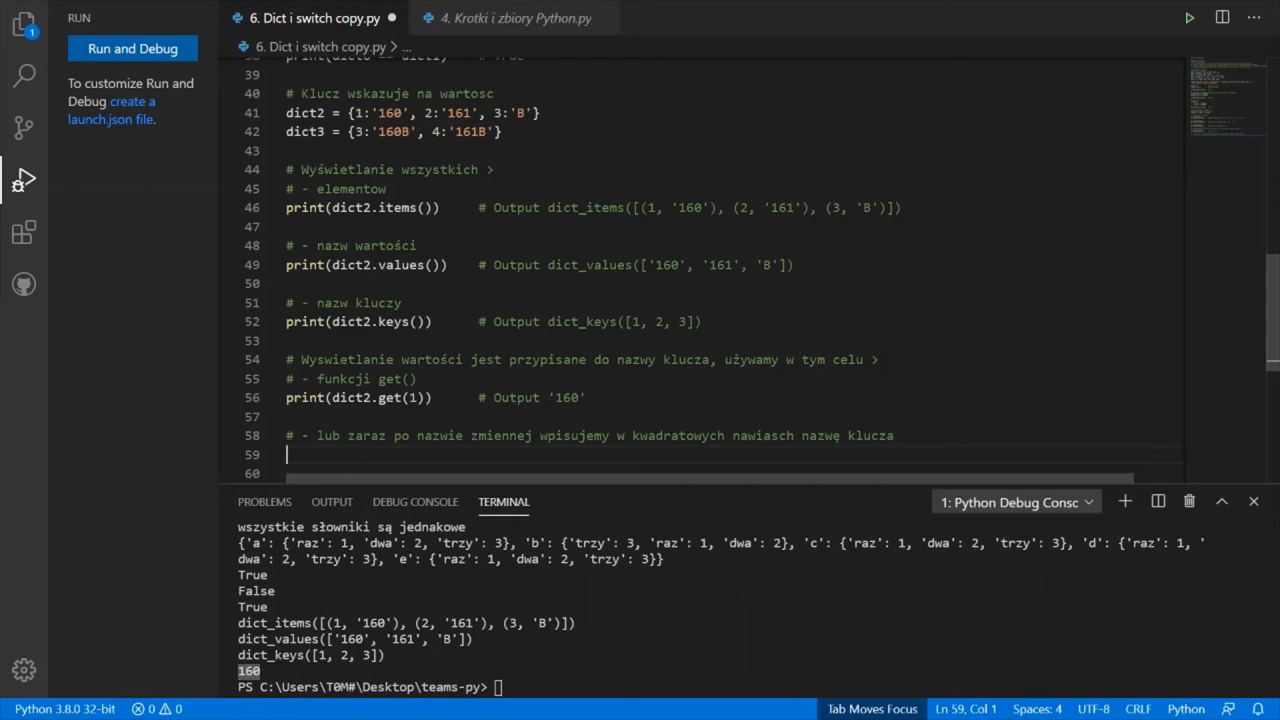 RUN
6. Dict i switch copy.py
4. Krotki i zbiory Python.py
1
Run and Debug
To customize Run and
Debug create a
launch.json file.
6. Dict i switch copy.py > ...
39
40 # Klucz wskazuje na wartosc
41 dict2 = {1:'160', 2:'161', 3:'B'}
42 dict3 = {3:'160B', 4:'161B'}
43
44 # Wyświetlanie wszystkich >
45 # - elementow
46 print(dict2.items()) # Output dict_items([(1, '160'), (2, '161'), (3, 'B')])
47
48 # - nazw wartości
49 print(dict2.values()) # Output dict_values(['160', '161', 'B'])
50
51 # - nazw kluczy
52 print(dict2.keys()) # Output dict_keys([1, 2, 3])
53
54 # Wyswietlanie wartości jest przypisane do nazwy klucza, używamy w tym celu >
55 # - funkcji get()
56 print(dict2.get(1)) # Output '160'
57
58 # - lub zaraz po nazwie zmiennej wpisujemy w kwadratowych nawiasch nazwę klucza
59
60
PROBLEMS OUTPUT DEBUG CONSOLE TERMINAL 1: Python Debug Consc
wszystkie słowniki są jednakowe
{'a': {'raz': 1, 'dwa': 2, 'trzy': 3}, 'b': {'trzy': 3, 'raz': 1, 'dwa': 2}, 'c': {'raz': 1, 'dwa': 2, 'trzy': 3}, 'd': {'raz': 1, '
dwa': 2, 'trzy': 3}, 'e': {'raz': 1, 'dwa': 2, 'trzy': 3}}
True
False
True
dict_items([(1, '160'), (2, '161'), (3, 'B')])
dict_values(['160', '161', 'B'])
dict_keys([1, 2, 3])
160
PS C:\Users\T0M#\Desktop\teams-py>
Python 3.8.0 32-bit 0 0 Tab Moves Focus Ln 59, Col 1 Spaces: 4 UTF-8 CRLF Python